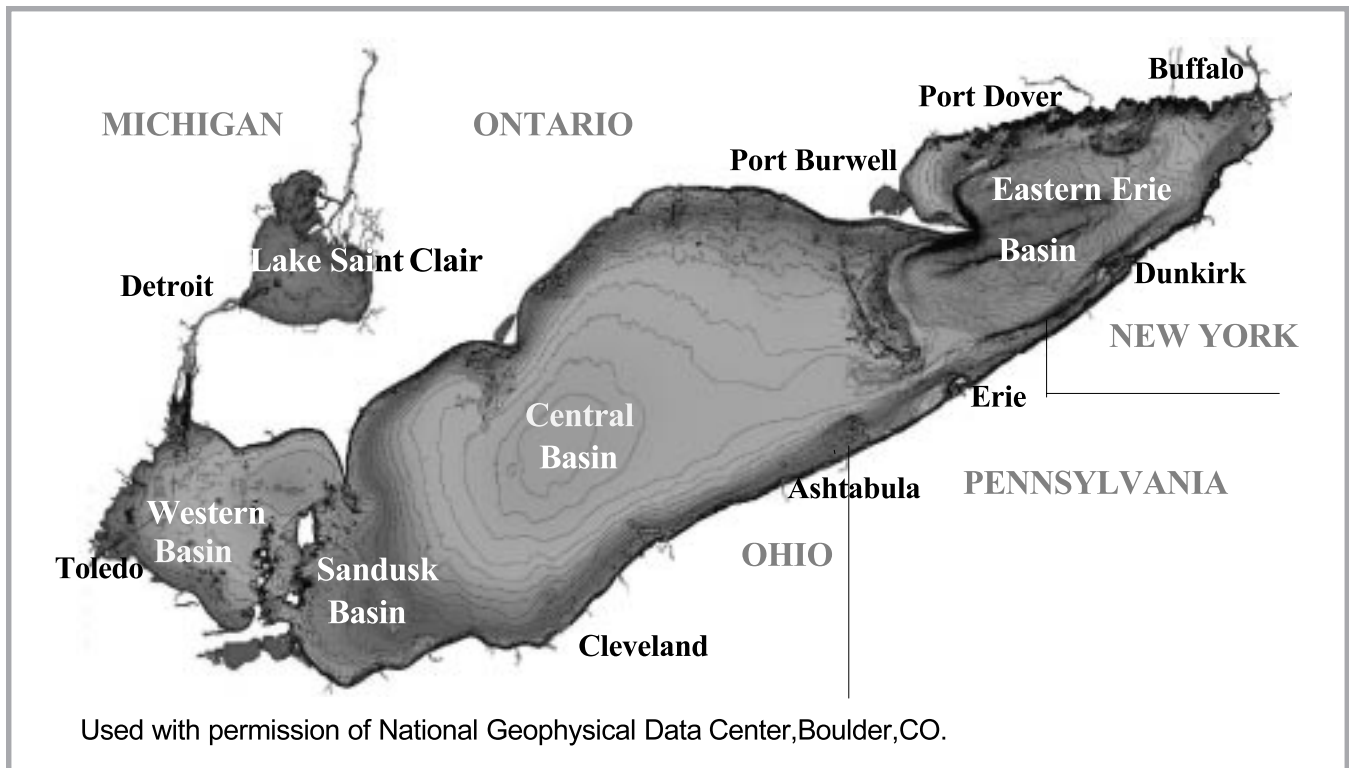 Buffalo
Port Dover
MICHIGAN
ONTARIO
Port Burwell
Eastern Erie
Basin
Lake Saint Clair
Detroit
Dunkirk
NEW YORK
Erie
Central
Basin
Ashtabula
PENNSYLVANIA
Western
Basin
OHIO
Toledo
Sandusk
Basin
Cleveland
Used with permission of National Geophysical Data Center,Boulder,CO.